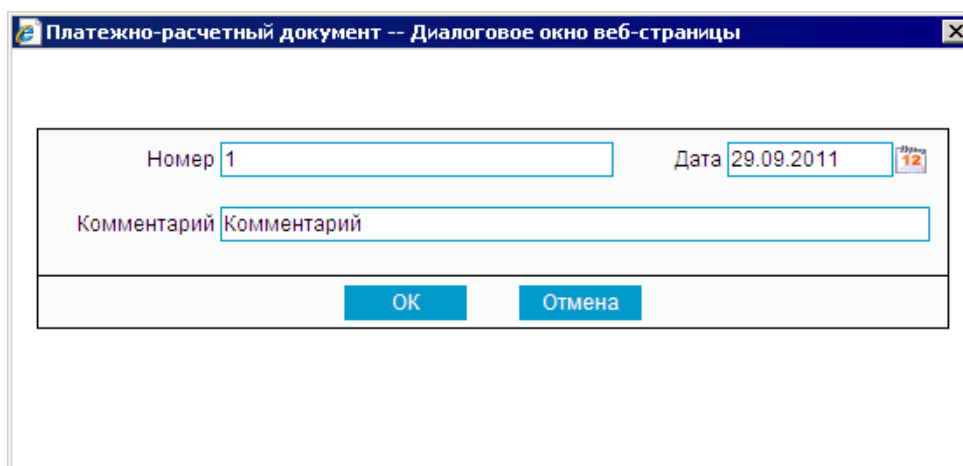 Платежно-расчетный документ -- Диалоговое окно веб-страницы
Номер 1 Дата 29.09.2011 12
Комментарий Комментарий
ОК Отмена